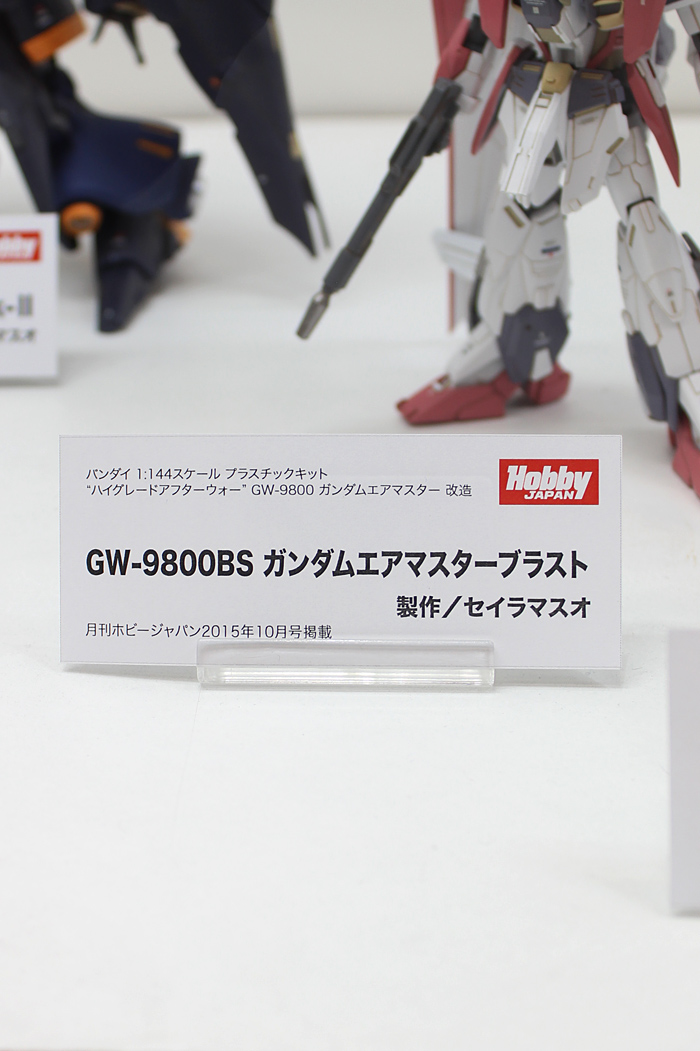 バンダイ 1:144スケール プラスチックキット
“ハイグレードアフターウォー” GW-9800 ガンダムエアマスター 改造
Hobby
JAPAN
GW-9800BS ガンダムエアマスターブラスト
製作／セイラマスオ
月刊ホビージャパン2015年10月号掲載